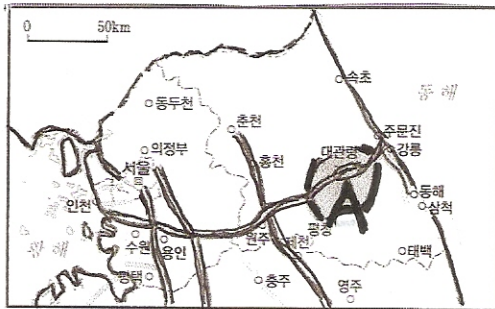 0 50km
속초
동해
동두천
춘천
주문진
의정부
대관령
강릉
서울
홍천
A
동해
인천
삼척
평창
수원
용인
원주
제천
태백
황해
평택
충주
영주